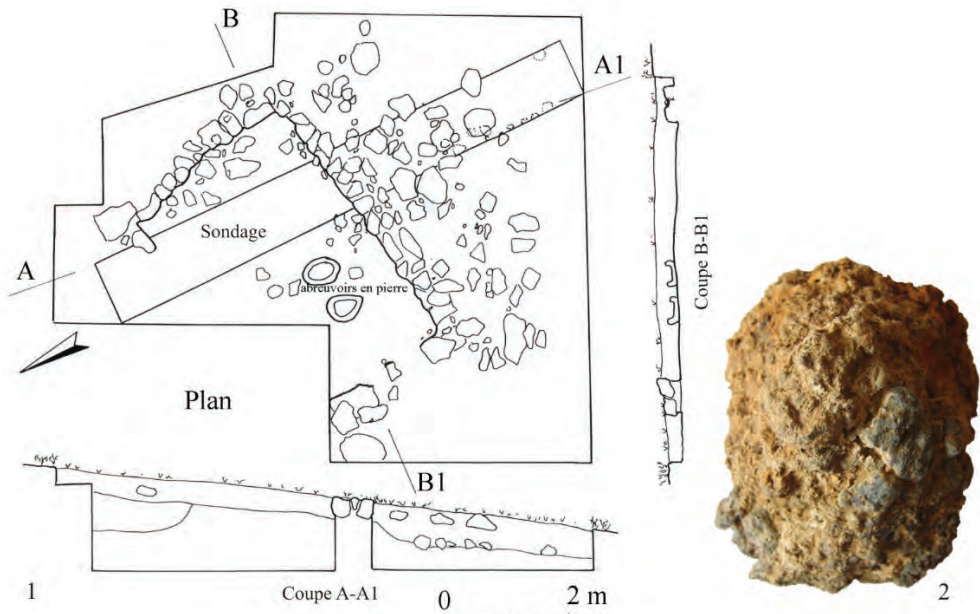 B
A1
Sondage
A
abreuvoirs en pierre
Coupe B-B1
Plan
B1
1
Coupe A-A1
0
2 m
2